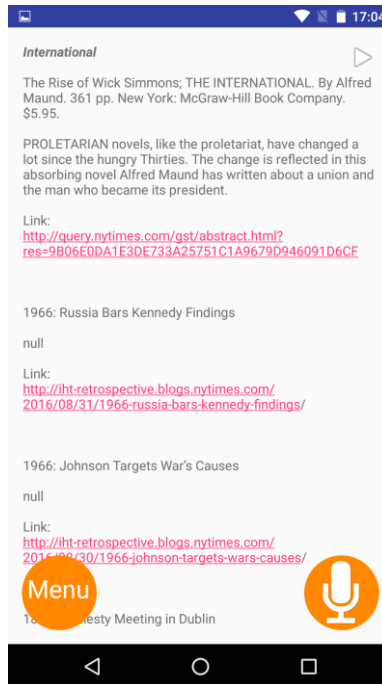 17:04
International
The Rise of Wick Simmons; THE INTERNATIONAL. By Alfred
Maund. 361 pp. New York: McGraw-Hill Book Company.
$5.95.
PROLETARIAN novels, like the proletariat, have changed a
lot since the hungry Thirties. The change is reflected in this
absorbing novel Alfred Maund has written about a union and
the man who became its president.
Link:
http://query.nytimes.com/gst/abstract.html?
res=9B06E0DA1E3DE733A25751C1A9679D946091D6CF
1966: Russia Bars Kennedy Findings
null
Link:
http://iht-retrospective.blogs.nytimes.com/
2016/08/31/1966-russia-bars-kennedy-findings/
1966: Johnson Targets War's Causes
null
Link:
http://iht-retrospective.blogs.nytimes.com/
2016/08/30/1966-johnson-targets-wars-causes/
Menu
Meeting in Dublin